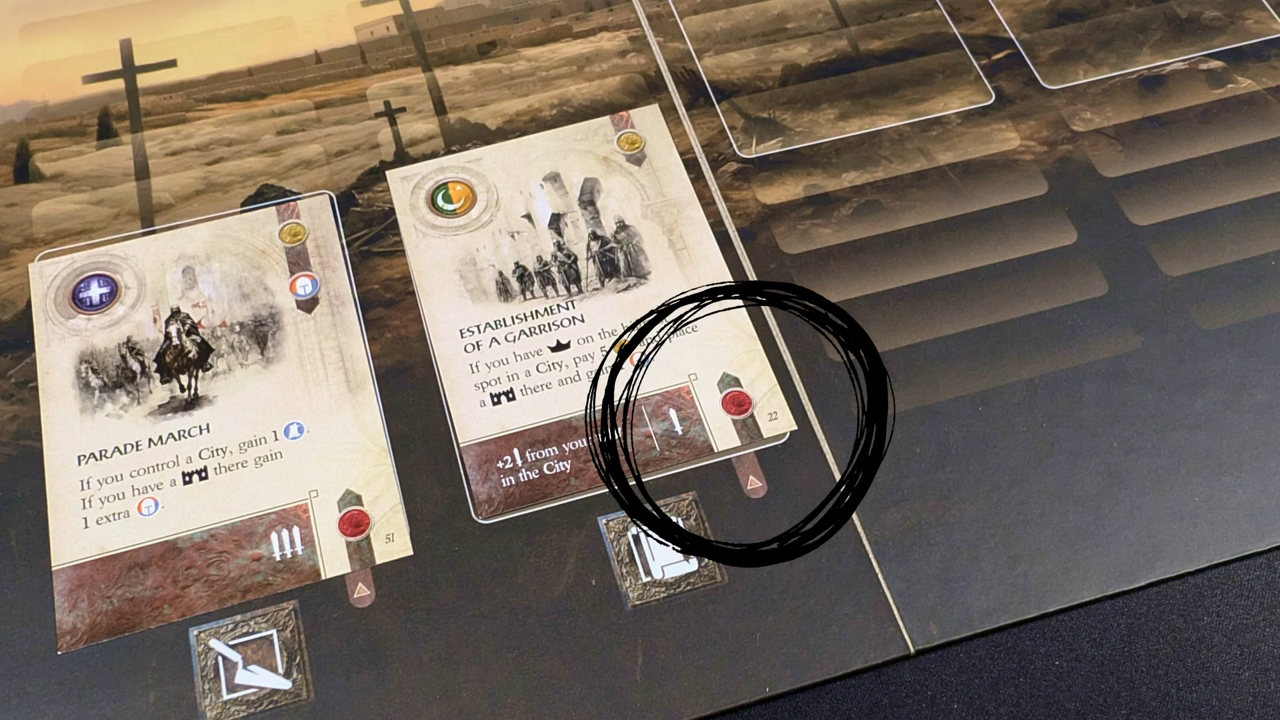 PARADE MARCH
If you control a City, gain 1
If you have a there gain
1 extra
51
ESTABLISHMENT
OF A GARRISON
If you have on the
spot in a City, pay 5 place
a there and gain
+2 from you
in the City
22